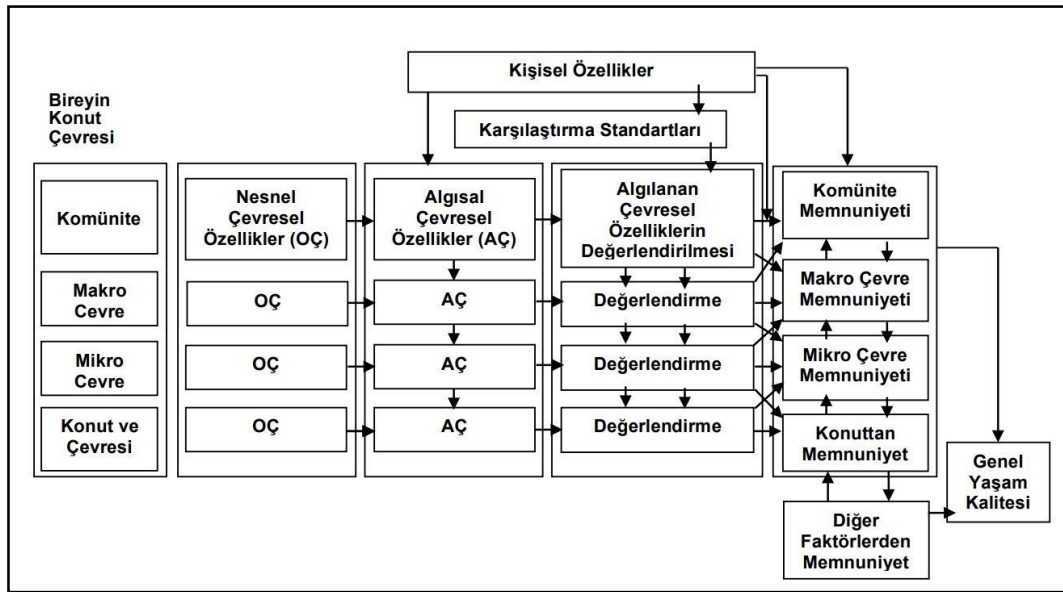 Kişisel Özellikler
Bireyin
Konut
Çevresi
Karşılaştırma Standartları
Komünite
Nesnel
Çevresel
Özellikler (OÇ)
Algısal
Çevresel
Özellikler (AÇ)
Algılanan
Çevresel
Özelliklerin
Değerlendirilmesi
Komünite
Memnuniyeti
Makro
Cevre
OÇ
AÇ
Değerlendirme
Makro Çevre
Memnuniyeti
Mikro
Cevre
OÇ
AÇ
Değerlendirme
Mikro Çevre
Memnuniyeti
Konut ve
Çevresi
OÇ
AÇ
Değerlendirme
Konuttan
Memnuniyet
Genel
Yaşam
Kalitesi
Diğer
Faktörlerden
Memnuniyet